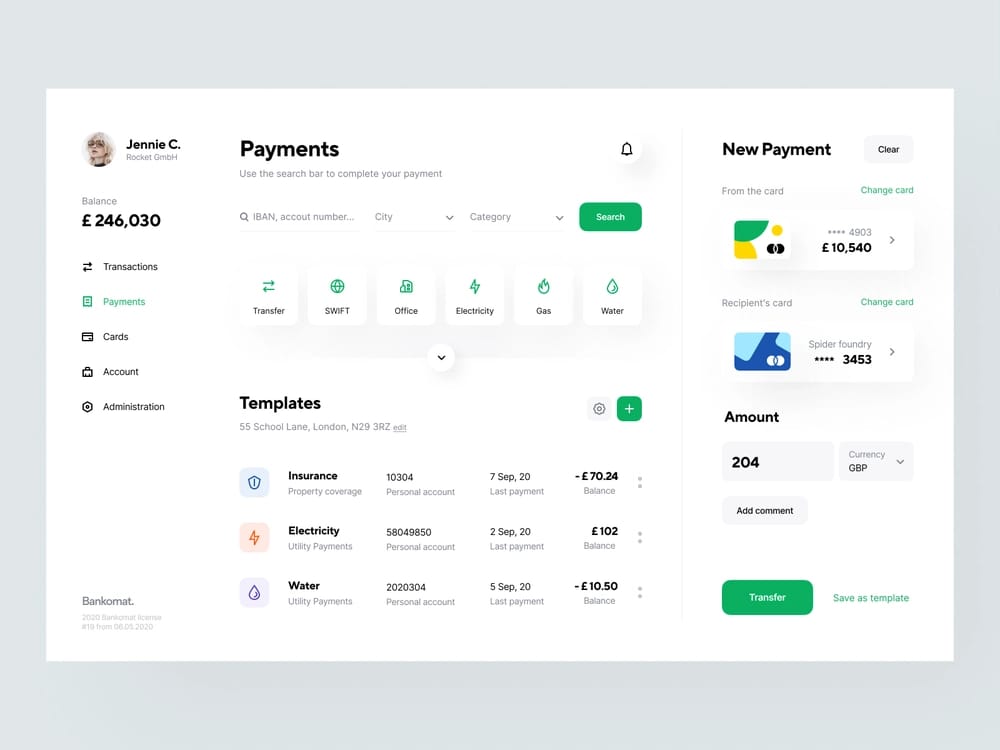 Jennie C.
Rocket GmbH
Balance
£ 246,030
Transactions
Payments
Cards
Account
Administration
Bankomat.
2020 Bankomat license
#19 from 06.05.2020
Payments
Use the search bar to complete your payment
IBAN, accout number...
City
Category
Search
Transfer
SWIFT
Office
Electricity
Gas
Water
Templates
55 School Lane, London, N29 3RZ edit
Insurance 10304 7 Sep, 20 - £ 70.24
Property coverage Personal account Last payment Balance
Electricity 58049850 2 Sep, 20 £ 102
Utility Payments Personal account Last payment Balance
Water 2020304 5 Sep, 20 - £ 10.50
Utility Payments Personal account Last payment Balance
New Payment
Clear
From the card
Change card
**** 4903
£ 10,540
Recipient's card
Change card
Spider foundry
**** 3453
Amount
204
Currency
GBP
Add comment
Transfer
Save as template